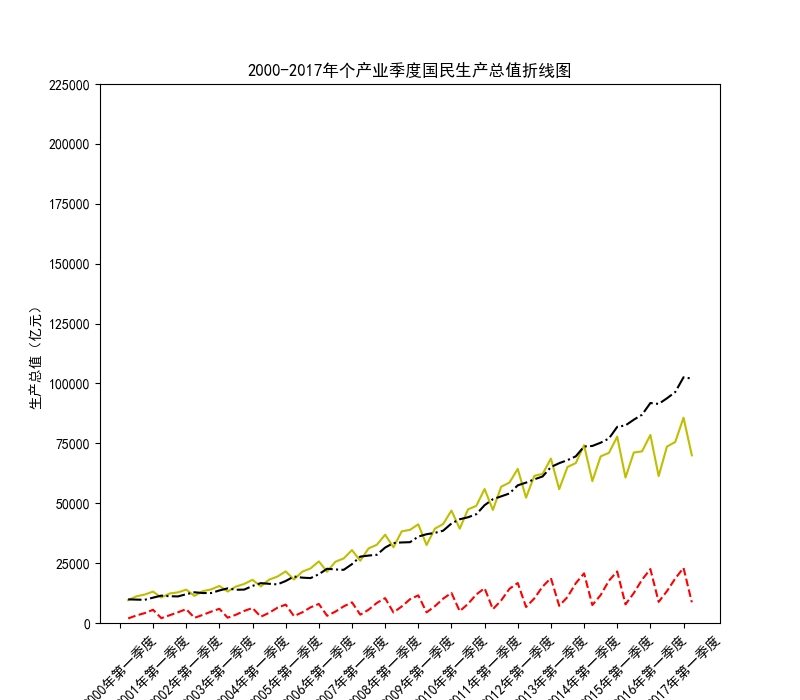 2000-2017年个产业季度国民生产总值折线图
225000
200000
175000
150000
125000
100000
75000
50000
25000
0
生产总值（亿元）
2000年第一季度
2001年第一季度
2002年第一季度
2003年第一季度
2004年第一季度
2005年第一季度
2006年第一季度
2007年第一季度
2008年第一季度
2009年第一季度
2010年第一季度
2011年第一季度
2012年第一季度
2013年第一季度
2014年第一季度
2015年第一季度
2016年第一季度
2017年第一季度